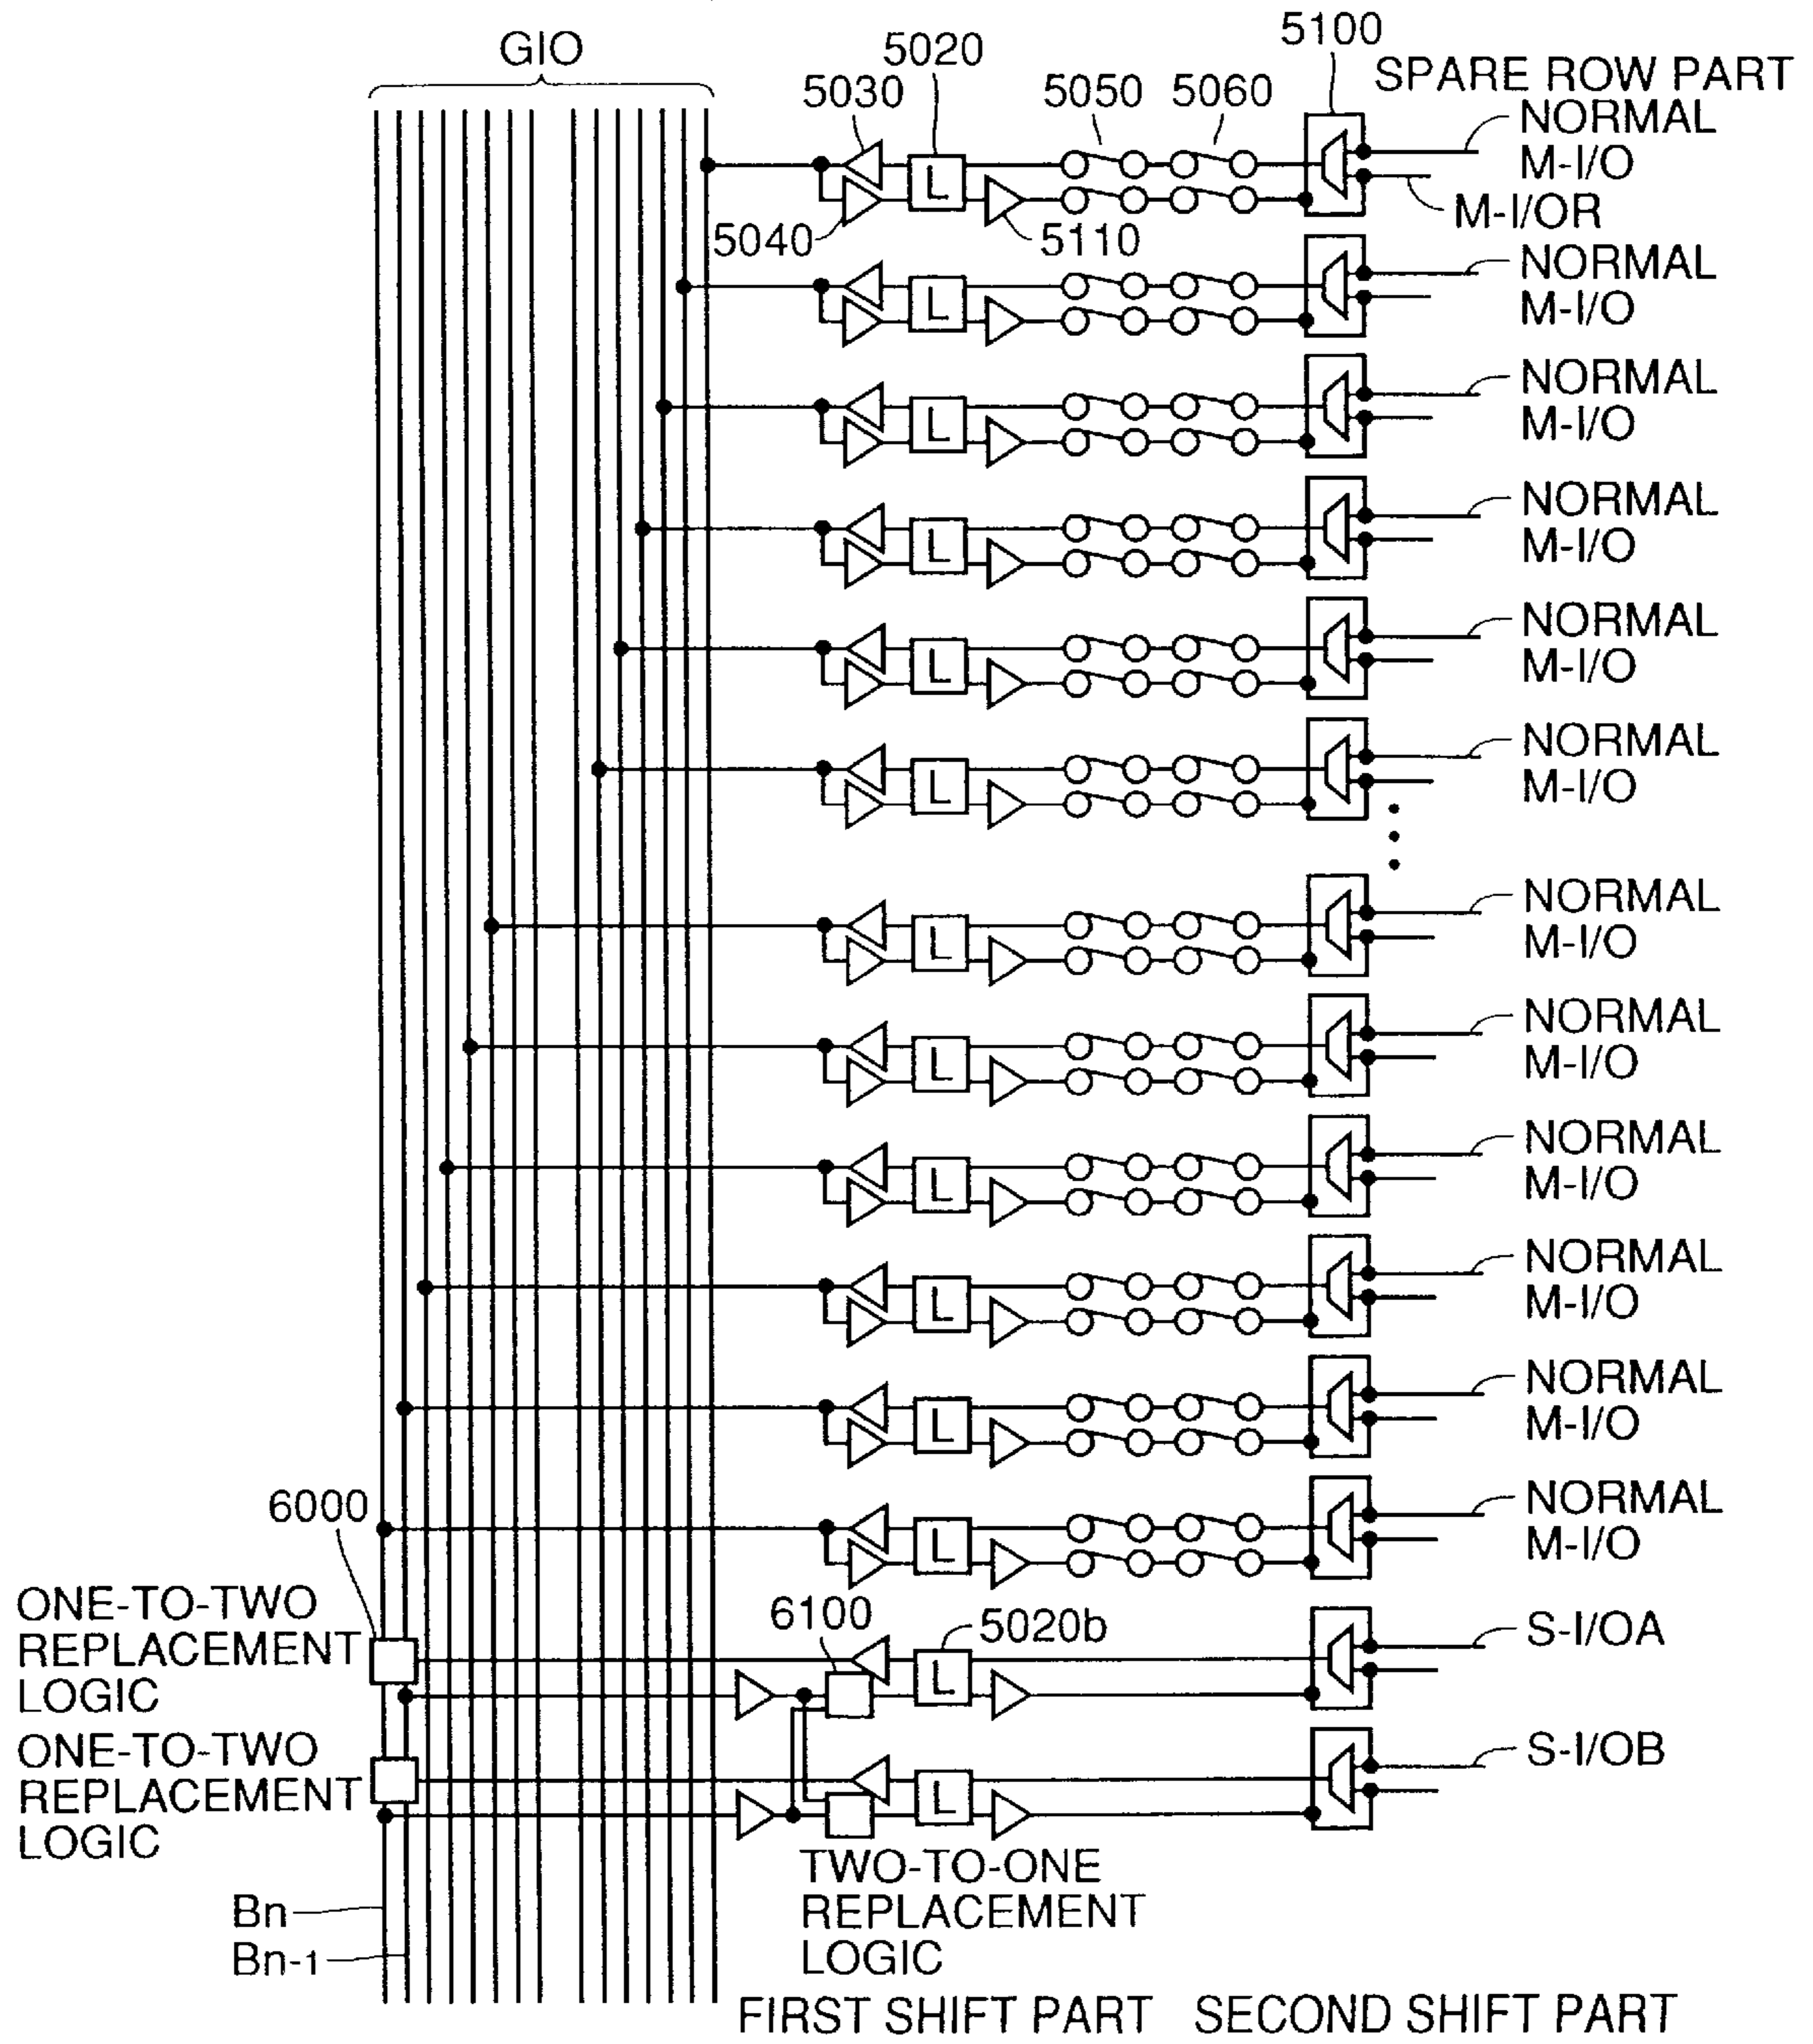 GIO
5020
5100
SPARE ROW PART
5030
5050
5060
NORMAL
M-I/O
L
M-I/OR
5040
5110
NORMAL
M-I/O
L
NORMAL
M-I/O
L
NORMAL
M-I/O
L
NORMAL
M-I/O
L
NORMAL
M-I/O
L
NORMAL
M-I/O
L
NORMAL
M-I/O
L
NORMAL
M-I/O
L
NORMAL
M-I/O
L
NORMAL
M-I/O
L
6000
NORMAL
M-I/O
L
ONE-TO-TWO
REPLACEMENT
LOGIC
6100
5020b
S-I/OA
L
ONE-TO-TWO
REPLACEMENT
LOGIC
S-I/OB
L
TWO-TO-ONE
REPLACEMENT
LOGIC
Bn
Bn-1
FIRST SHIFT PART
SECOND SHIFT PART